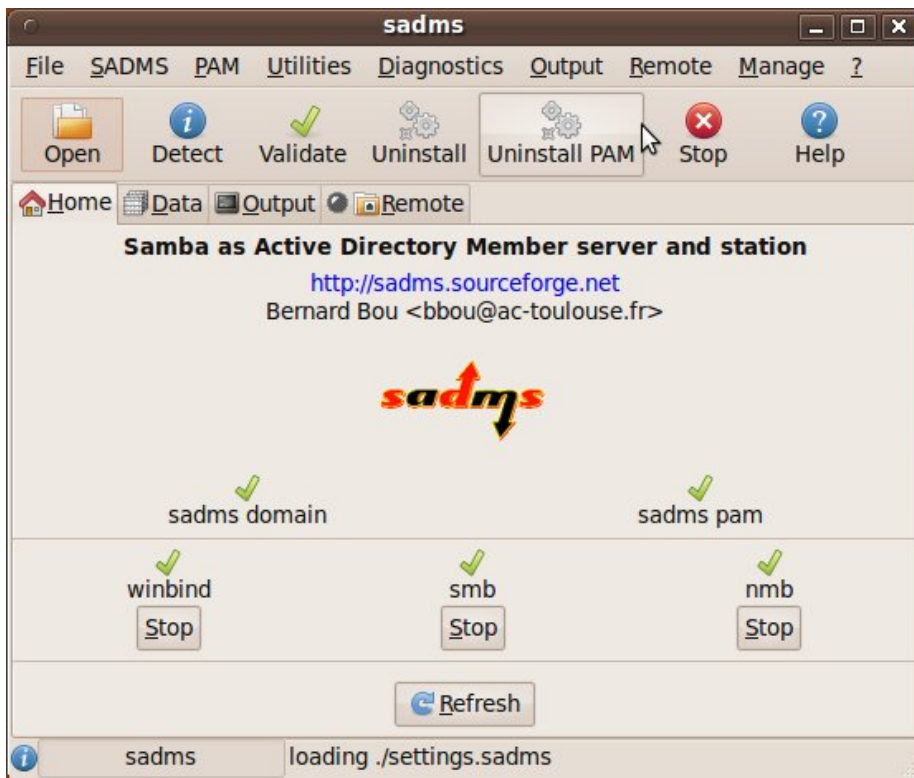 sadms
File SADMS PAM Utilities Diagnostics Output Remote Manage ?
Open Detect Validate Uninstall Uninstall PAM Stop Help
Home Data Output Remote
Samba as Active Directory Member server and station
http://sadms.sourceforge.net
Bernard Bou <bbou@ac-toulouse.fr>
sadms
sadms domain sadms pam
winbind smb nmb
Stop Stop Stop
Refresh
sadms loading ./settings.sadms